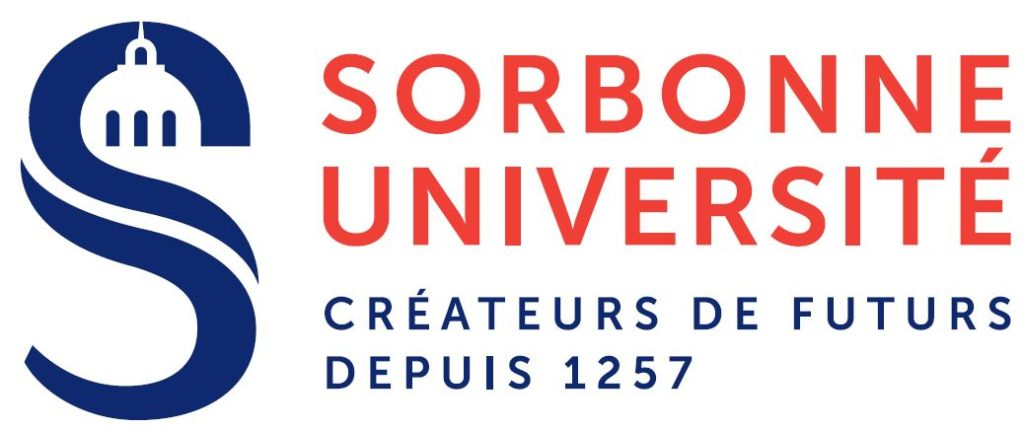 SORBONNE
UNIVERSITÉ
CRÉATEURS DE FUTURS
DEPUIS 1257